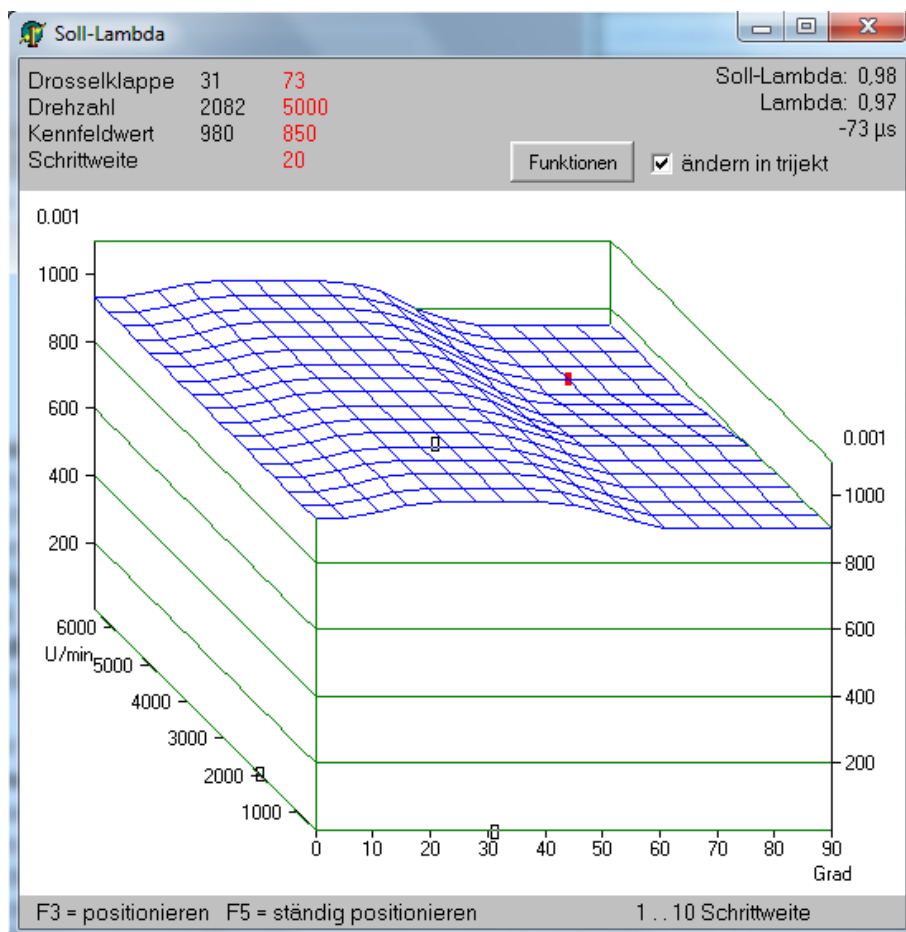 Soll-Lambda
Drosselklappe 31 73
Drehzahl 2082 5000
Kennfeldwert 980 850
Schrittweite 20
Soll-Lambda: 0,98
Lambda: 0,97
-73 µs
Funktionen
ändern in trijekt
0.001
1000
800
600
400
200
6000
U/min
5000
4000
3000
2000
1000
0 10 20 30 40 50 60 70 80 90
Grad
0.001
1000
800
600
400
200
F3 = positionieren F5 = ständig positionieren 1 . . 10 Schrittweite